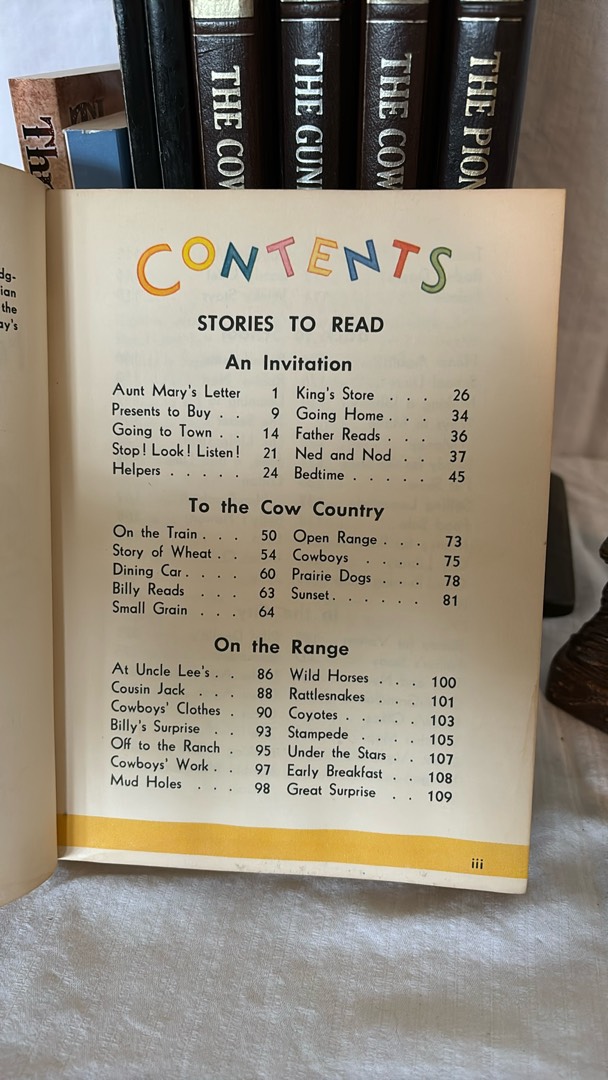 THE COW
THE GUN
THE COW
THE PION
the
CONTENTS
STORIES TO READ
An Invitation
Aunt Mary's Letter 1
Presents to Buy . . 9
Going to Town . . 14
Stop! Look! Listen! 21
Helpers . . . . . 24
King's Store . . . 26
Going Home . . . 34
Father Reads . . . 36
Ned and Nod . . 37
Bedtime . . . . . 45
To the Cow Country
On the Train . . . 50
Story of Wheat . . 54
Dining Car . . . . 60
Billy Reads . . . 63
Small Grain . . . 64
Open Range . . . 73
Cowboys . . . . 75
Prairie Dogs . . . 78
Sunset . . . . . . 81
On the Range
At Uncle Lee's . . 86
Cousin Jack . . . 88
Cowboys' Clothes . 90
Billy's Surprise . . 93
Off to the Ranch . 95
Cowboys' Work . . 97
Mud Holes . . . 98
Wild Horses . . . 100
Rattlesnakes . . . 101
Coyotes . . . . . 103
Stampede . . . . 105
Under the Stars . . 107
Early Breakfast . . 108
Great Surprise . . 109
iii